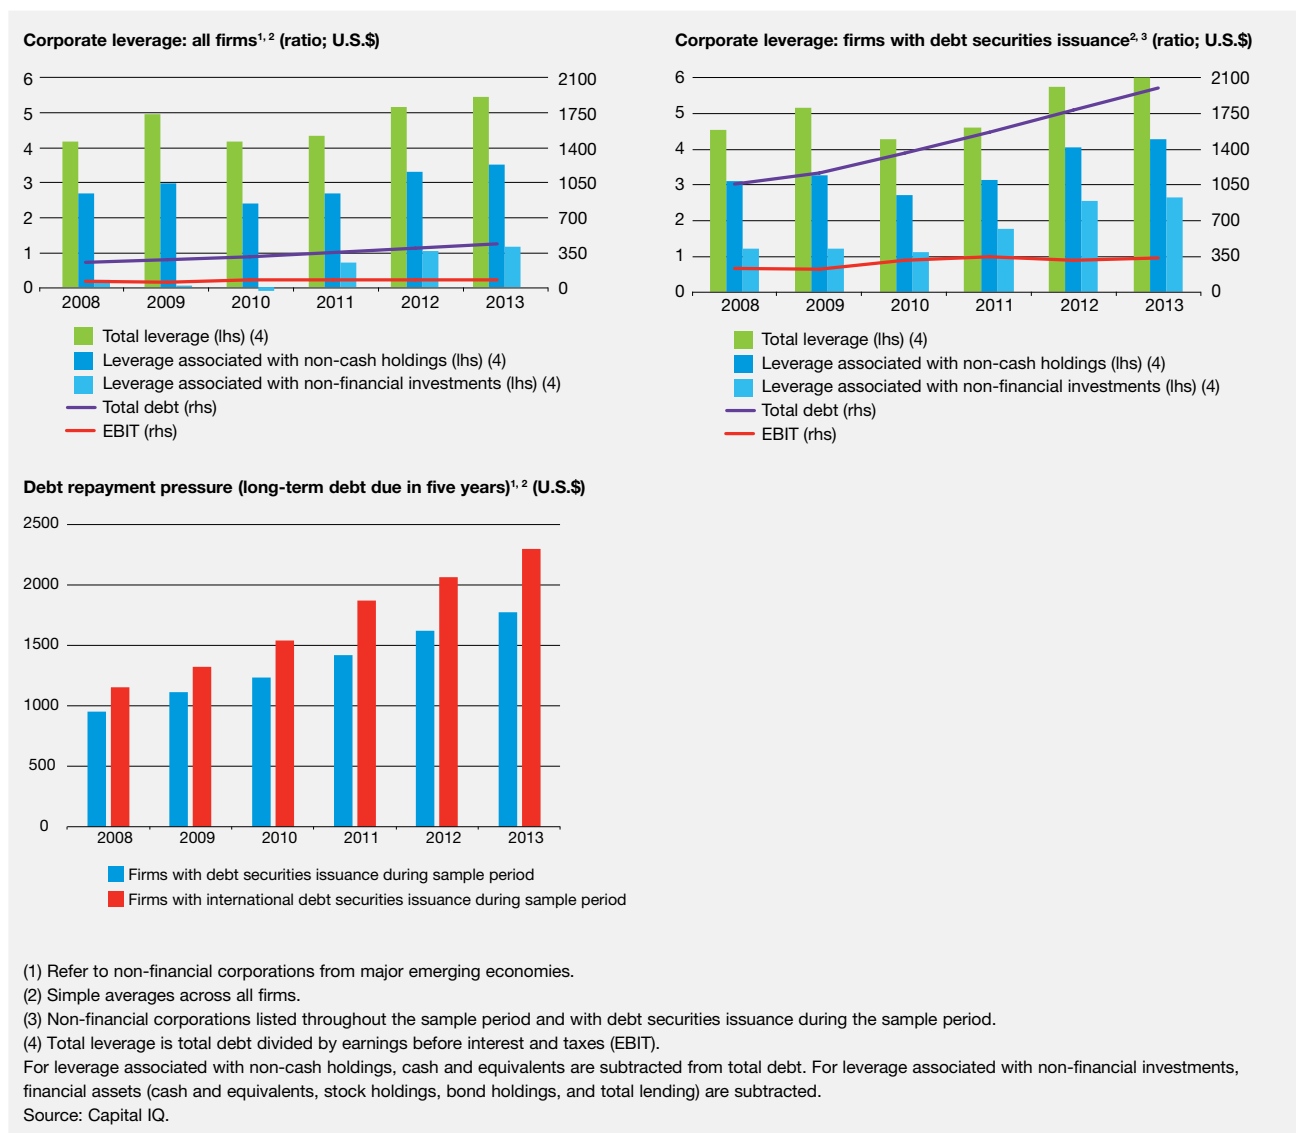 Corporate leverage: all firms1, 2 (ratio; U.S.$)
6
5
4
3
2
1
0
2100
1750
1400
1050
700
350
0
2008 2009 2010 2011 2012 2013
Total leverage (lhs) (4)
Leverage associated with non-cash holdings (lhs) (4)
Leverage associated with non-financial investments (lhs) (4)
Total debt (rhs)
EBIT (rhs)
Corporate leverage: firms with debt securities issuance2, 3 (ratio; U.S.$)
6
5
4
3
2
1
0
2100
1750
1400
1050
700
350
0
2008 2009 2010 2011 2012 2013
Total leverage (lhs) (4)
Leverage associated with non-cash holdings (lhs) (4)
Leverage associated with non-financial investments (lhs) (4)
Total debt (rhs)
EBIT (rhs)
Debt repayment pressure (long-term debt due in five years)1, 2 (U.S.$)
2500
2000
1500
1000
500
0
2008 2009 2010 2011 2012 2013
Firms with debt securities issuance during sample period
Firms with international debt securities issuance during sample period
(1) Refer to non-financial corporations from major emerging economies.
(2) Simple averages across all firms.
(3) Non-financial corporations listed throughout the sample period and with debt securities issuance during the sample period.
(4) Total leverage is total debt divided by earnings before interest and taxes (EBIT).
For leverage associated with non-cash holdings, cash and equivalents are subtracted from total debt. For leverage associated with non-financial investments,
financial assets (cash and equivalents, stock holdings, bond holdings, and total lending) are subtracted.
Source: Capital IQ.